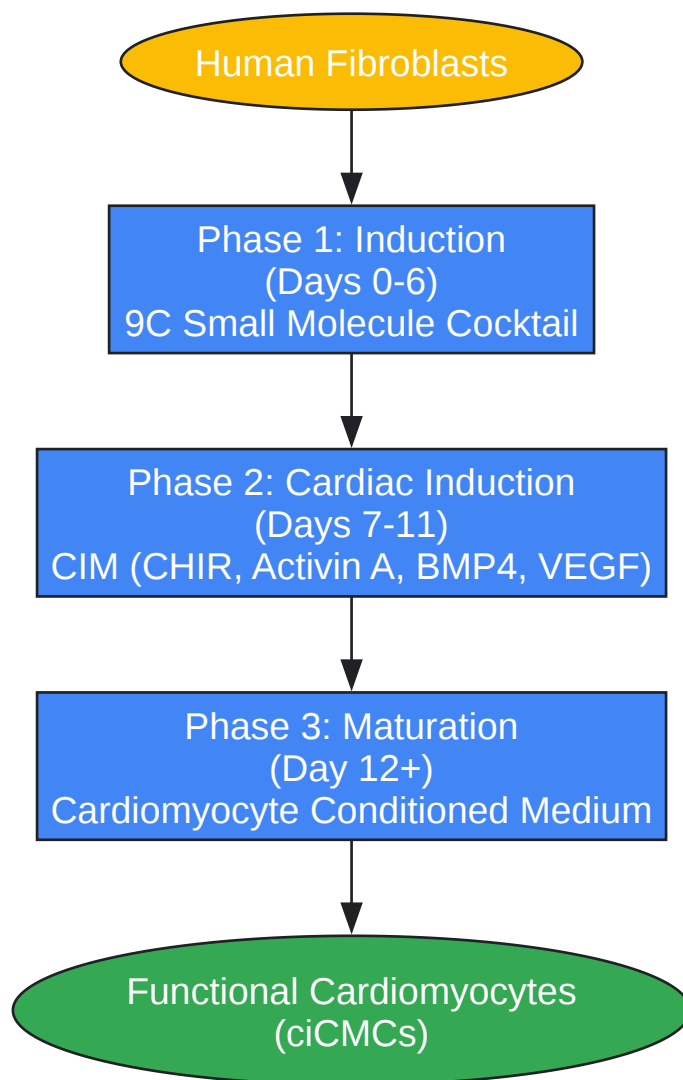 Human Fibroblasts
Phase 1: Induction
(Days 0-6)
9C Small Molecule Cocktail
Phase 2: Cardiac Induction
(Days 7-11)
CIM (CHIR, Activin A, BMP4, VEGF)
Phase 3: Maturation
(Day 12+)
Cardiomyocyte Conditioned Medium
Functional Cardiomyocytes
(ciCMCs)